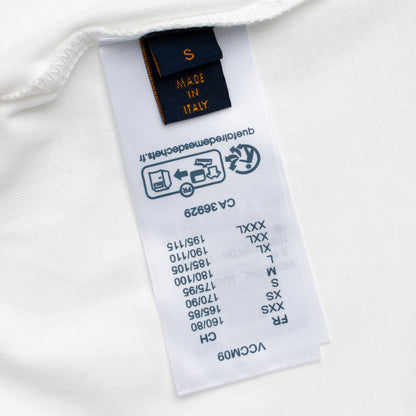 S
MADE
IN
ITALY
VCCM09
FR CH
XXS 160/80
XS 165/85
S 170/90
M 175/95
L 180/100
XL 185/105
XXL 190/110
XXXL 195/115
CA 36929
FR
quefairedemesdechets.fr